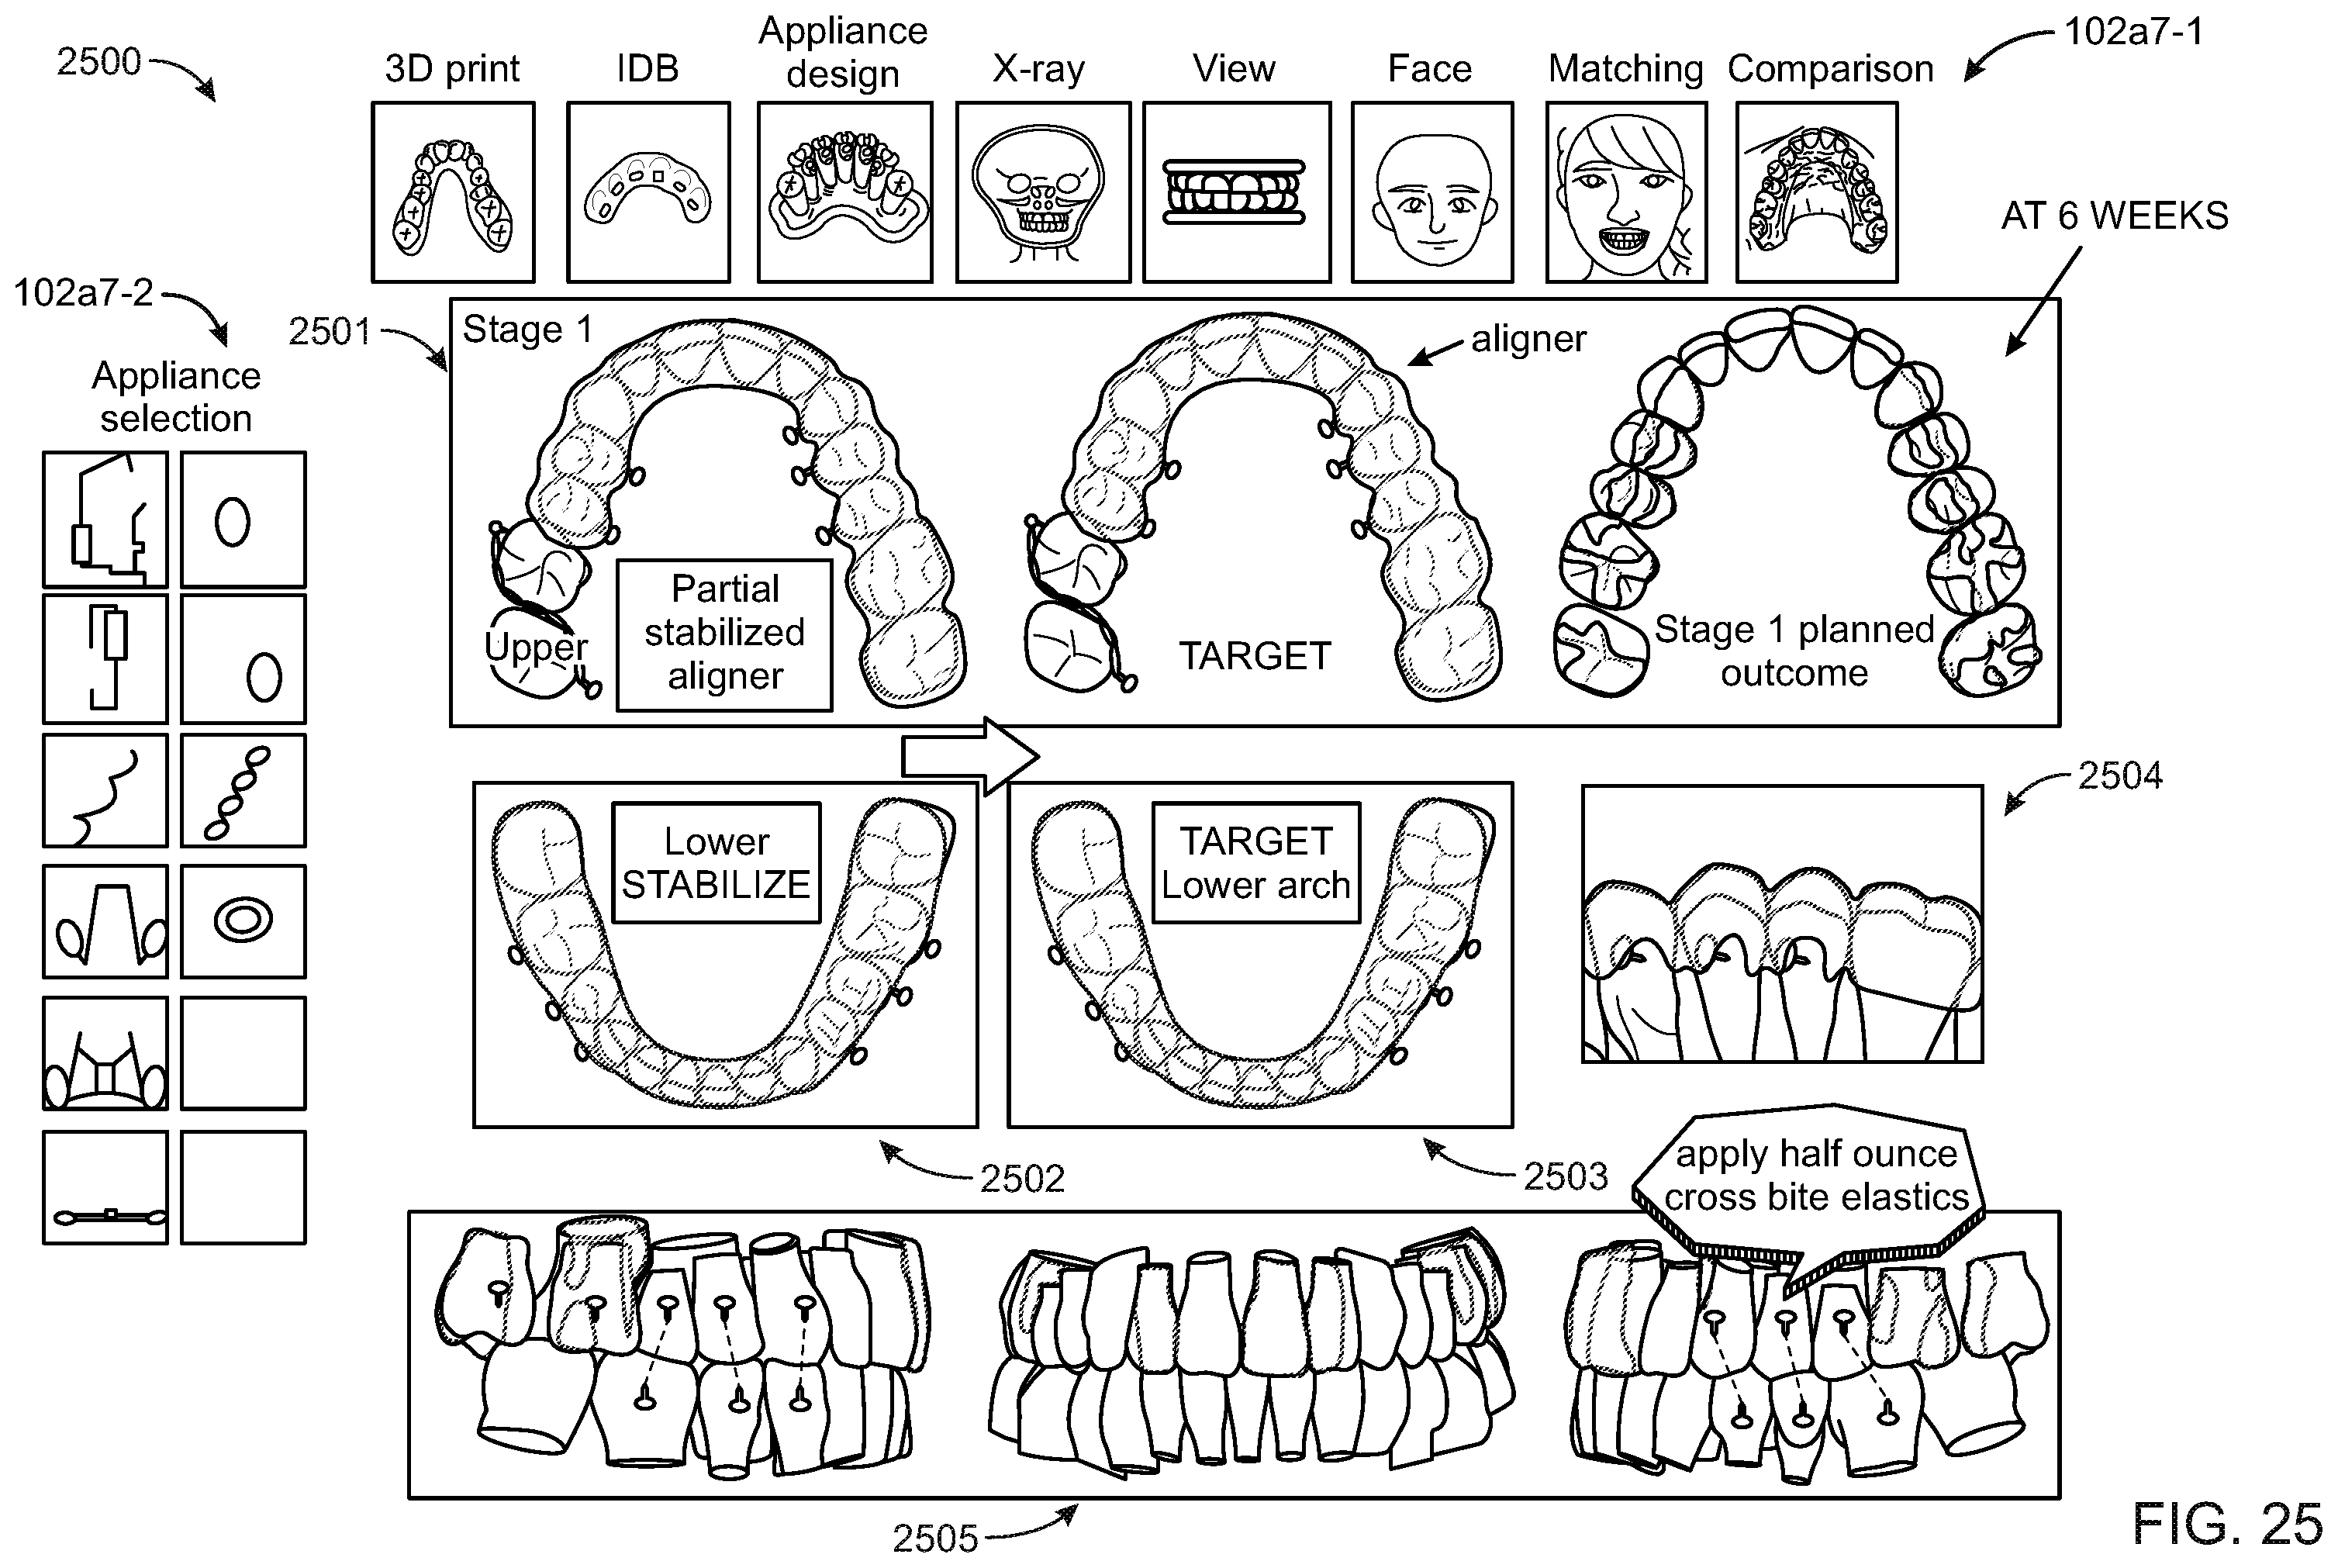 2500
3D print
IDB
Appliance
design
X-ray
View
Face
Matching
Comparison
102a7-1
AT 6 WEEKS
102a7-2
2501
Stage 1
aligner
Appliance
selection
Upper
Partial
stabilized
aligner
TARGET
Stage 1 planned
outcome
2504
Lower
STABILIZE
TARGET
Lower arch
2502
2503
apply half ounce
cross bite elastics
2505
FIG. 25